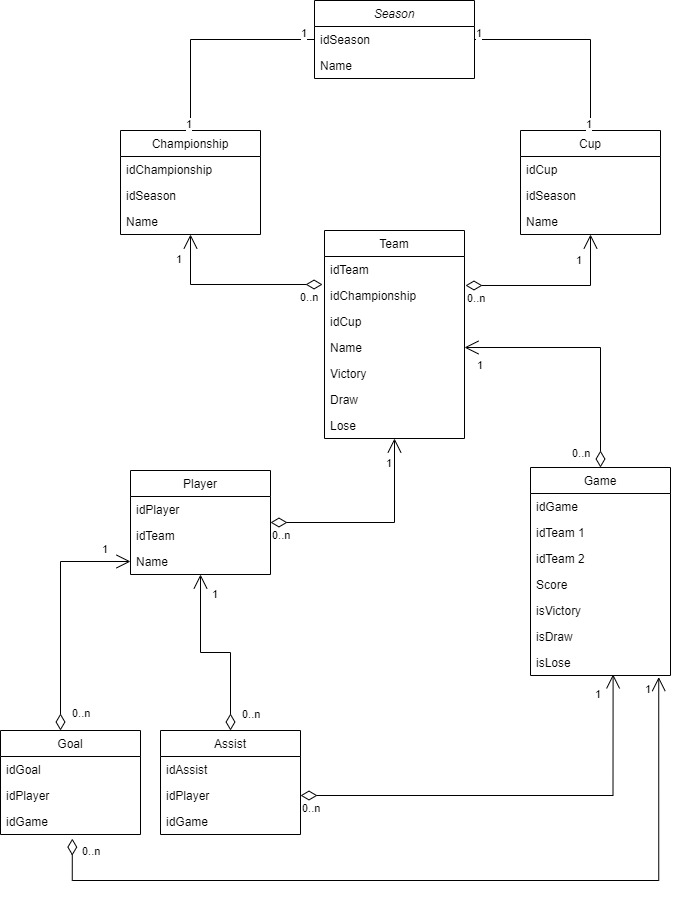 Season
1
idSeason
1
Name
1
1
Championship
idChampionship
idSeason
Name
Cup
idCup
idSeason
Name
1
1
Team
idTeam
idChampionship
idCup
Name
Victory
Draw
Lose
0..n
0..n
1
1
0..n
Player
idPlayer
idTeam
Name
0..n
1
1
Game
idGame
idTeam 1
idTeam 2
Score
isVictory
isDraw
isLose
1
1
0..n
0..n
Goal
idGoal
idPlayer
idGame
Assist
idAssist
idPlayer
idGame
0..n
0..n